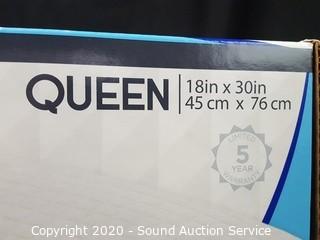 QUEEN
18in x 30in
45 cm x 76 cm
LIMITED
5
YEAR
WARRANTY
Copyright 2020 - Sound Auction Service